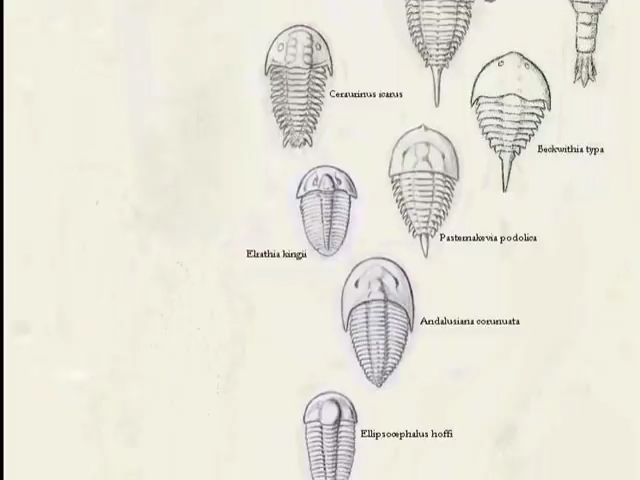 Ceraurinus icarus
Beckwithia typa
Pasternakevia podolica
Elrathia kingii
Andalusiana cornuata
Ellipsocephalus hoffi